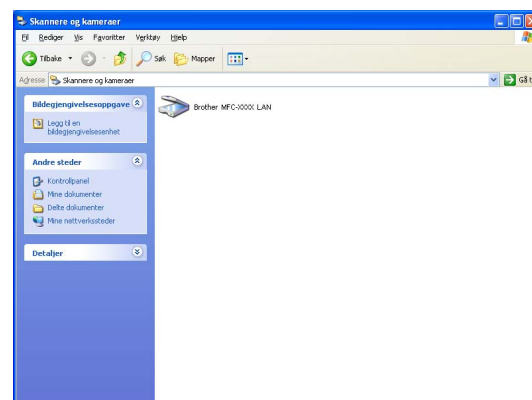 Skannere og kameraer
Fil Rediger Vis Favoritter Verktøy Hjelp
Tilbake Søk Mapper
Adresse Skannere og kameraer Gå t
Bildegjengivelsesoppgave
Legg til en
bildegjengivelsesenhet
Brother MFC-XXXX LAN
Andre steder
Kontrollpanel
Mine dokumenter
Delte dokumenter
Mine nettverkssteder
Detaljer